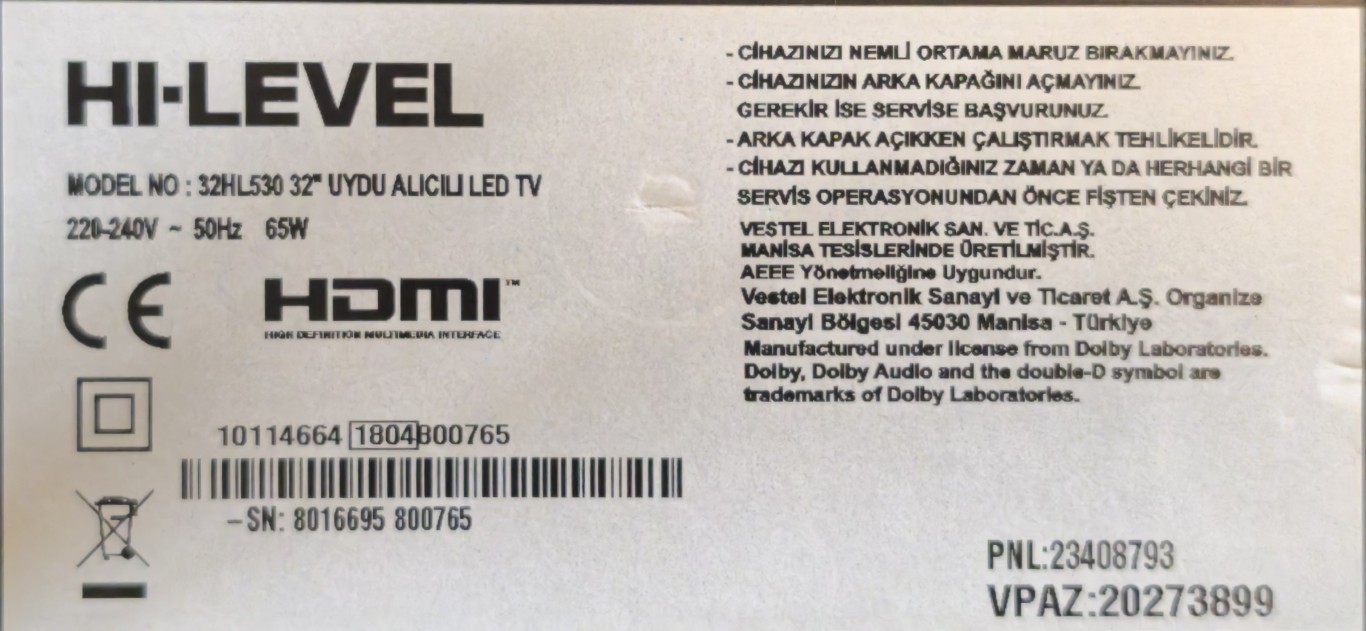 HI-LEVEL
MODEL NO : 32HL530 32" UYDU ALICILI LED TV
220-240V ~ 50Hz 65W
CE
HDMI™
HIGH DEFINITION MULTIMEDIA INTERFACE
10114664 1804B00765
-SN: 8016695 800765
- CİHAZINIZI NEMLİ ORTAMA MARUZ BIRAKMAYINIZ.
- CİHAZINIZIN ARKA KAPAĞINI AÇMAYINIZ.
GEREKİR İSE SERVİSE BAŞVURUNUZ.
- ARKA KAPAK AÇIKKEN ÇALIŞTIRMAK TEHLİKELİDİR.
- CİHAZI KULLANMADIĞINIZ ZAMAN YA DA HERHANGİ BİR
SERVİS OPERASYONUNDAN ÖNCE FİŞTEN ÇEKİNİZ.
VESTEL ELEKTRONİK SAN. VE TİC.A.Ş.
MANİSA TESİSLERİNDE ÜRETİLMİŞTİR.
AEEE Yönetmeliğine Uygundur.
Vestel Elektronik Sanayi ve Ticaret A.Ş. Organize
Sanayi Bölgesi 45030 Manisa - Türkiye
Manufactured under license from Dolby Laboratories.
Dolby, Dolby Audio and the double-D symbol are
trademarks of Dolby Laboratories.
PNL:23408793
VPAZ:20273899